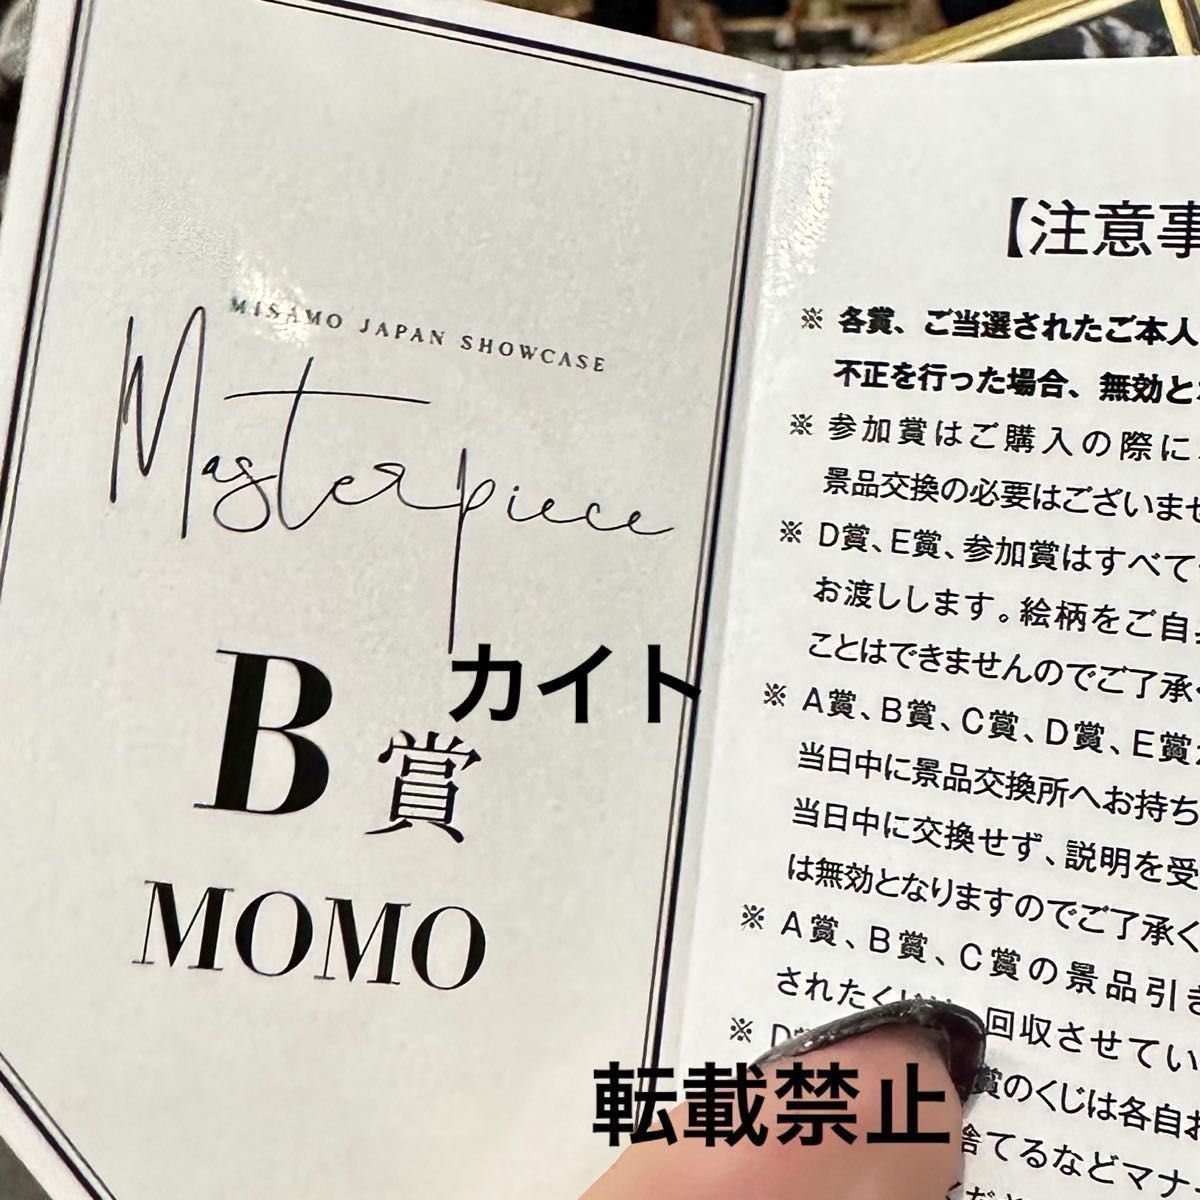 MISAMO JAPAN SHOWCASE
Masterpiece
B賞
MOMO
カイト
【注意事
※ 各賞、ご当選されたご本人
不正を行った場合、無効と
※ 参加賞はご購入の際に
景品交換の必要はございませ
※ D賞、E賞、参加賞はすべて
お渡しします。絵柄をご自
ことはできませんのでご了承く
※ A賞、B賞、C賞、D賞、E賞
当日中に景品交換所へお持ち
当日中に交換せず、説明を受
は無効となりますのでご了承く
※ A賞、B賞、C賞の景品引き
されたくじは、回収させてい
※ D
賞のくじは各自お
捨てるなどマナ
くださ
転載禁止